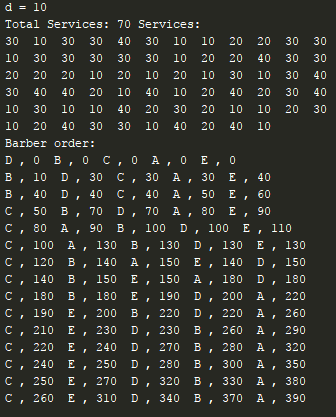 d = 10
Total Services: 70 Services:
30 10 30 30 40 30 10 10 20 20 30 30
10 30 30 30 30 30 10 20 20 40 30 30
20 20 10 20 10 20 10 10 30 10 30 40
30 40 40 20 10 40 10 20 40 20 30 40
10 30 10 10 40 20 30 20 10 10 20 30
10 20 40 30 30 10 40 20 40 10
Barber order:
D , 0 B , 0 C , 0 A , 0 E , 0
B , 10 D , 30 C , 30 A , 30 E , 40
B , 40 D , 40 C , 40 A , 50 E , 60
C , 50 B , 70 D , 70 A , 80 E , 90
C , 80 A , 90 B , 100 D , 100 E , 110
C , 100 A , 130 B , 130 D , 130 E , 130
C , 120 B , 140 A , 150 E , 140 D , 150
C , 140 B , 150 E , 150 A , 180 D , 180
C , 180 B , 180 E , 190 D , 200 A , 220
C , 190 E , 200 B , 220 D , 220 A , 260
C , 210 E , 230 D , 230 B , 260 A , 290
C , 220 E , 240 D , 270 B , 280 A , 320
C , 240 E , 250 D , 280 B , 300 A , 350
C , 250 E , 270 D , 320 B , 330 A , 380
C , 260 E , 310 D , 340 B , 370 A , 390